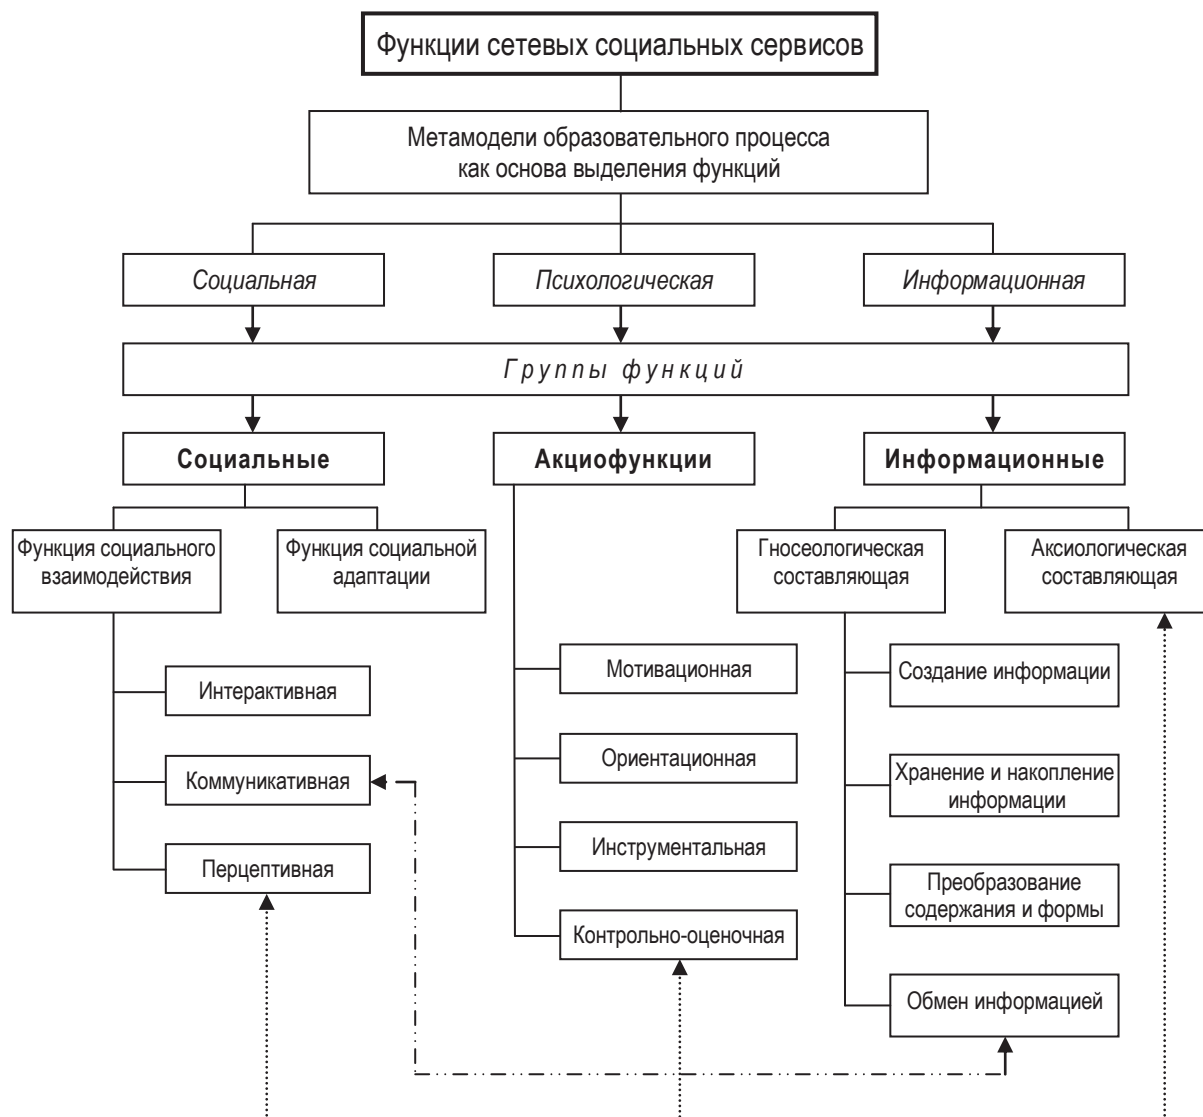 Функции сетевых социальных сервисов
Метамодели образовательного процесса
как основа выделения функций
Социальная
Психологическая
Информационная
Группы функций
Социальные
Акциофункции
Информационные
Функция социального
взаимодействия
Функция социальной
адаптации
Гносеологическая
составляющая
Аксиологическая
составляющая
Интерактивная
Коммуникативная
Перцептивная
Мотивационная
Ориентационная
Инструментальная
Контрольно-оценочная
Создание информации
Хранение и накопление
информации
Преобразование
содержания и формы
Обмен информацией